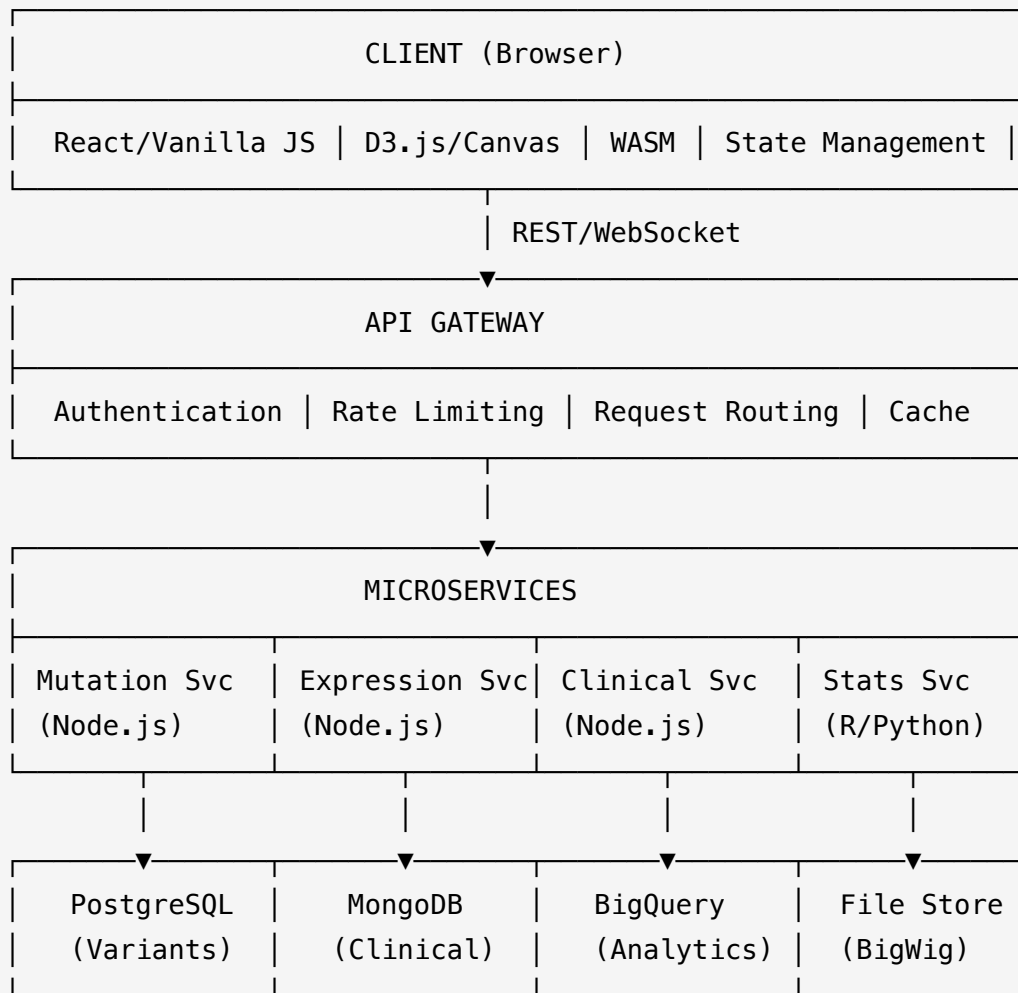 CLIENT (Browser)
React/Vanilla JS │ D3.js/Canvas │ WASM │ State Management │
│ REST/WebSocket
API GATEWAY
Authentication │ Rate Limiting │ Request Routing │ Cache
MICROSERVICES
Mutation Svc │ Expression Svc│ Clinical Svc │ Stats Svc
(Node.js) │ (Node.js) │ (Node.js) │ (R/Python)
PostgreSQL │ MongoDB │ BigQuery │ File Store
(Variants) │ (Clinical) │ (Analytics) │ (BigWig)